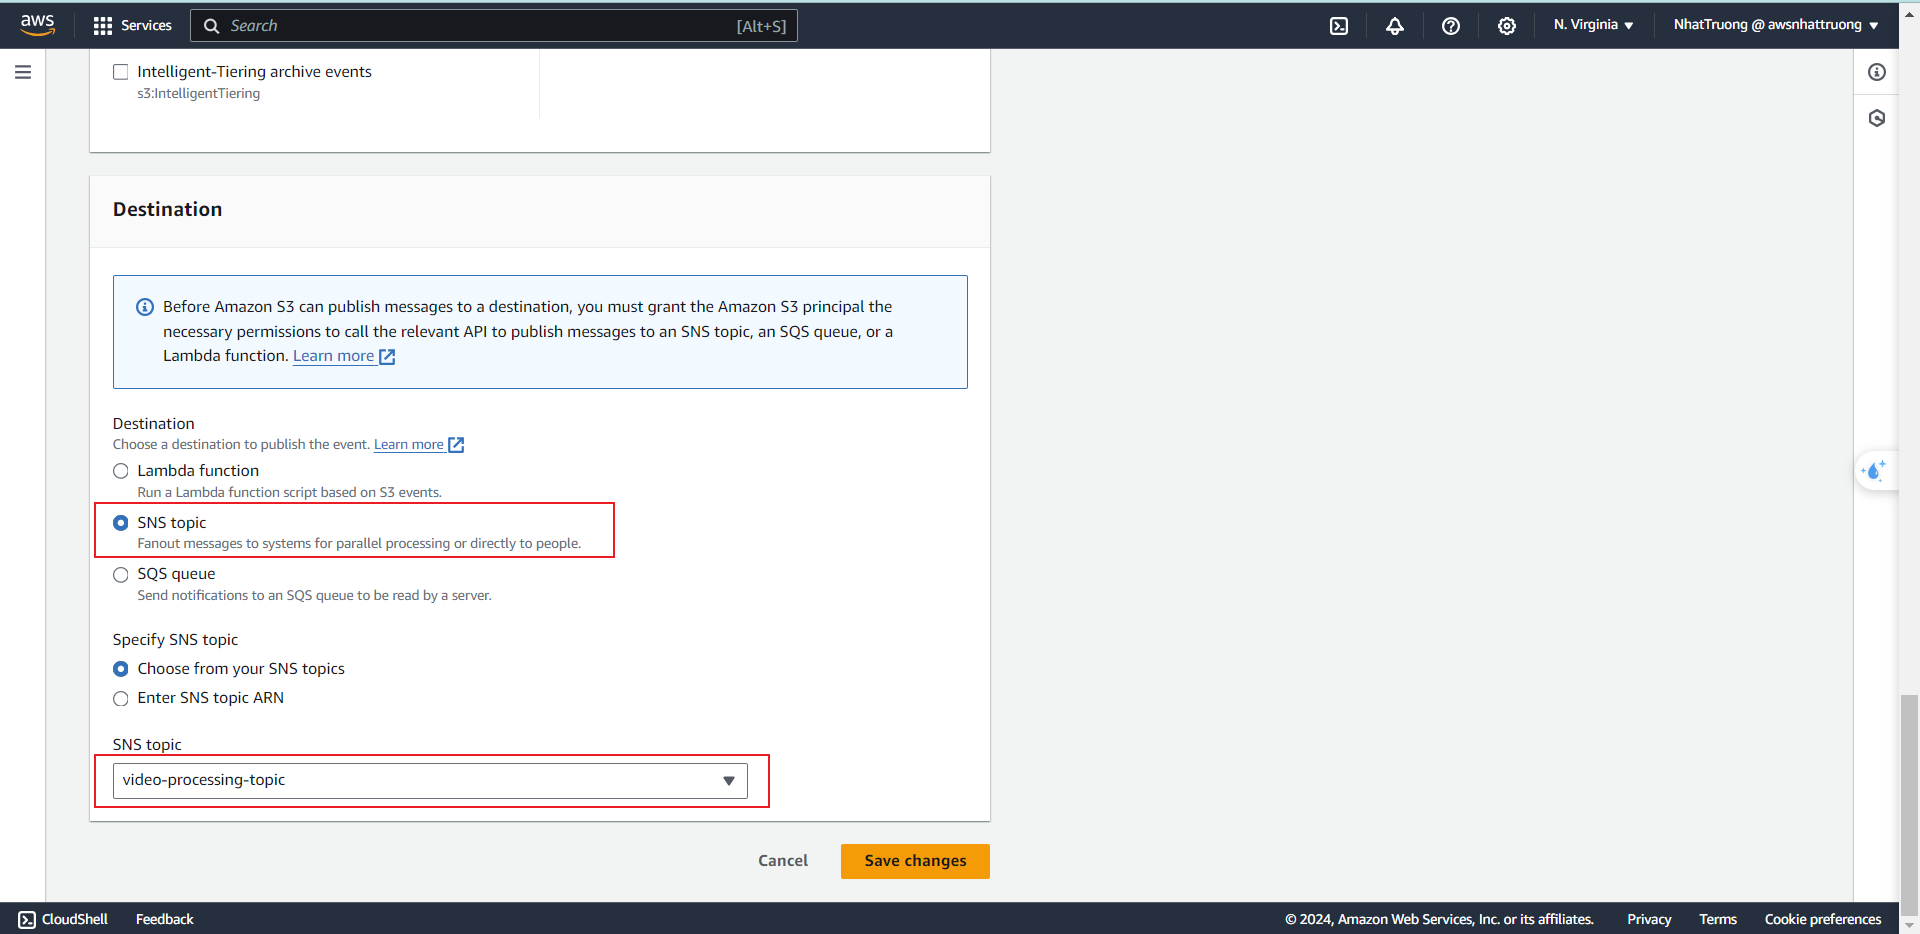 aws
Services
Search
[Alt+S]
N. Virginia
NhatTruong @ awsnhattruong
Intelligent-Tiering archive events
s3:IntelligentTiering
Destination
Before Amazon S3 can publish messages to a destination, you must grant the Amazon S3 principal the
necessary permissions to call the relevant API to publish messages to an SNS topic, an SQS queue, or a
Lambda function. Learn more
Destination
Choose a destination to publish the event. Learn more
Lambda function
Run a Lambda function script based on S3 events.
SNS topic
Fanout messages to systems for parallel processing or directly to people.
SQS queue
Send notifications to an SQS queue to be read by a server.
Specify SNS topic
Choose from your SNS topics
Enter SNS topic ARN
SNS topic
video-processing-topic
Cancel
Save changes
CloudShell
Feedback
© 2024, Amazon Web Services, Inc. or its affiliates.
Privacy
Terms
Cookie preferences